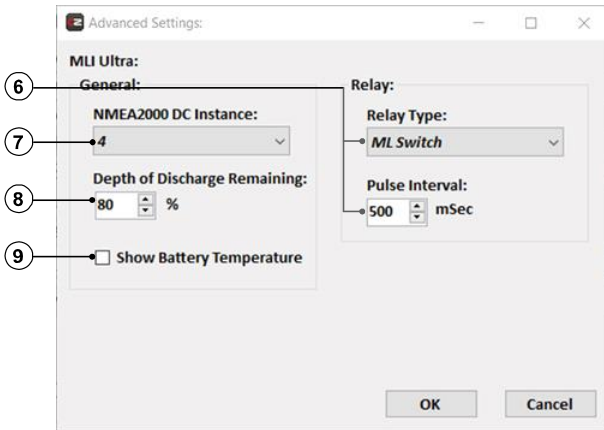 Advanced Settings:
MLI Ultra:
General:
6
NMEA2000 DC Instance:
7
4
Depth of Discharge Remaining:
8
80 %
9
Show Battery Temperature
Relay:
Relay Type:
ML Switch
Pulse Interval:
500 mSec
OK
Cancel